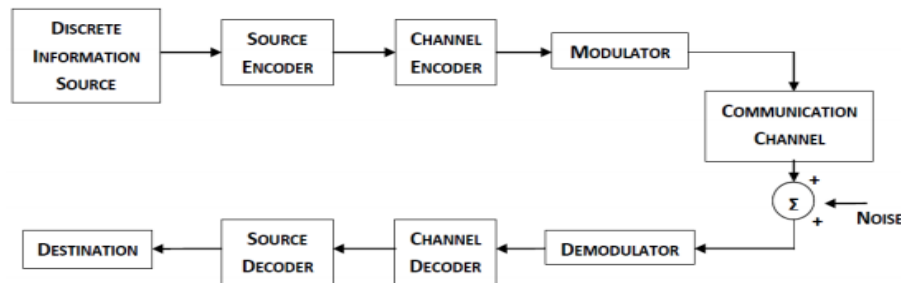 DISCRETE
INFORMATION
SOURCE
SOURCE
ENCODER
CHANNEL
ENCODER
MODULATOR
COMMUNICATION
CHANNEL
+
Σ
+
NOISE
DESTINATION
SOURCE
DECODER
CHANNEL
DECODER
DEMODULATOR